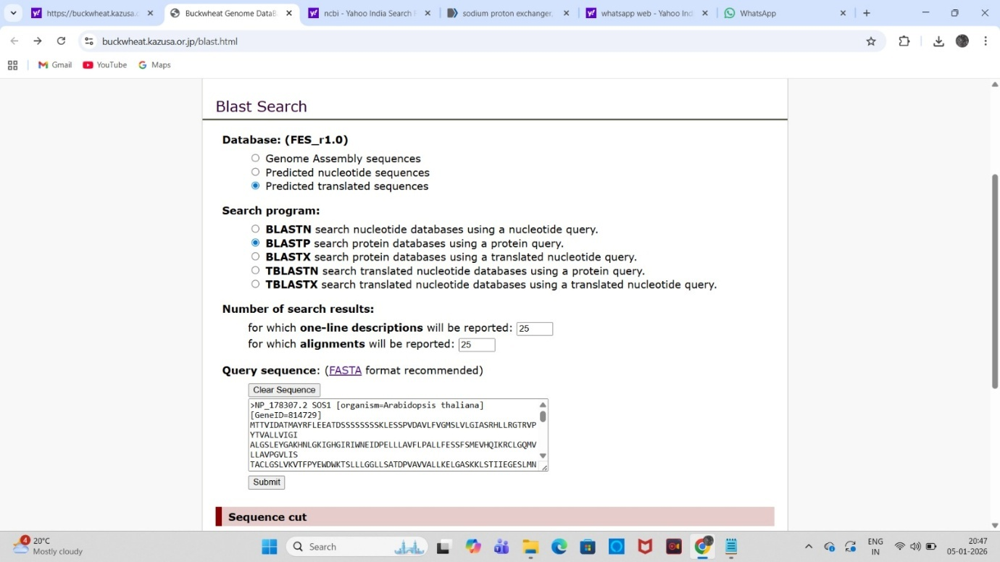 https://buckwheat.kazusa.o
Buckwheat Genome DataB
ncbi - Yahoo India Search
sodium proton exchanger,
whatsapp web - Yahoo Ind
WhatsApp
buckwheat.kazusa.or.jp/blast.html
Gmail
YouTube
Maps
Blast Search
Database: (FES_r1.0)
Genome Assembly sequences
Predicted nucleotide sequences
Predicted translated sequences
Search program:
BLASTN search nucleotide databases using a nucleotide query.
BLASTP search protein databases using a protein query.
BLASTX search protein databases using a translated nucleotide query.
TBLASTN search translated nucleotide databases using a protein query.
TBLASTX search translated nucleotide databases using a translated nucleotide query.
Number of search results:
for which one-line descriptions will be reported: 25
for which alignments will be reported: 25
Query sequence: (FASTA format recommended)
Clear Sequence
>NP_178307.2 SOS1 [organism=Arabidopsis thaliana]
[GeneID=814729]
MTTVIDATMAYRFLEEATDSSSSSSSSKLESSPVDAVLFVGMSLVLGIASRHLLRGTRVP
YTVALLVIGI
ALGSLEYGAKHNLGKIGHGIRIWNEIDPELLLAVFLPALLFESSFSMEVHQIKRCLGQMV
LLAVPGVLIS
TACLGSLVKVTFPYEWDWKTSLLLGGLLSATDPVAVVALLKELGASKKLSTIIEGESLMN
Submit
Sequence cut
4
20°C
Mostly cloudy
Search
ENG
IN
20:47
05-01-2026